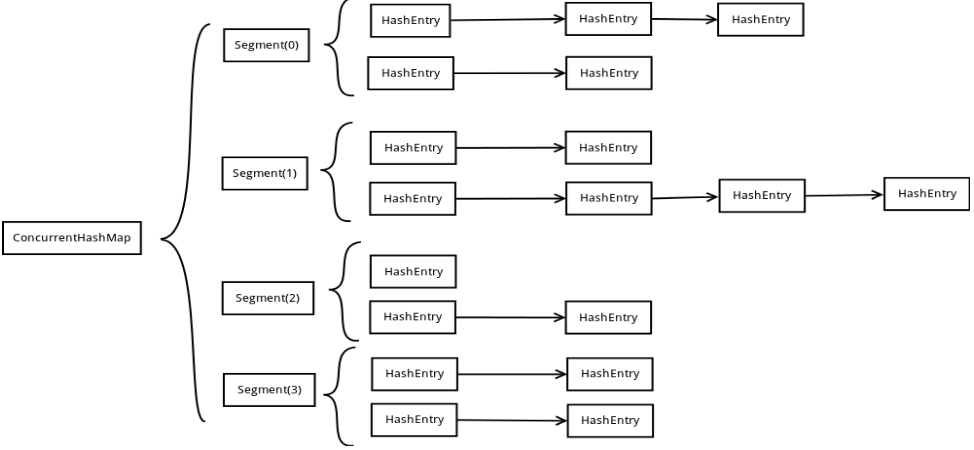 HashEntry HashEntry HashEntry
Segment(0)
HashEntry HashEntry
HashEntry HashEntry
Segment(1)
HashEntry HashEntry HashEntry HashEntry
ConcurrentHashMap
HashEntry
Segment(2)
HashEntry HashEntry
HashEntry HashEntry
Segment(3)
HashEntry HashEntry